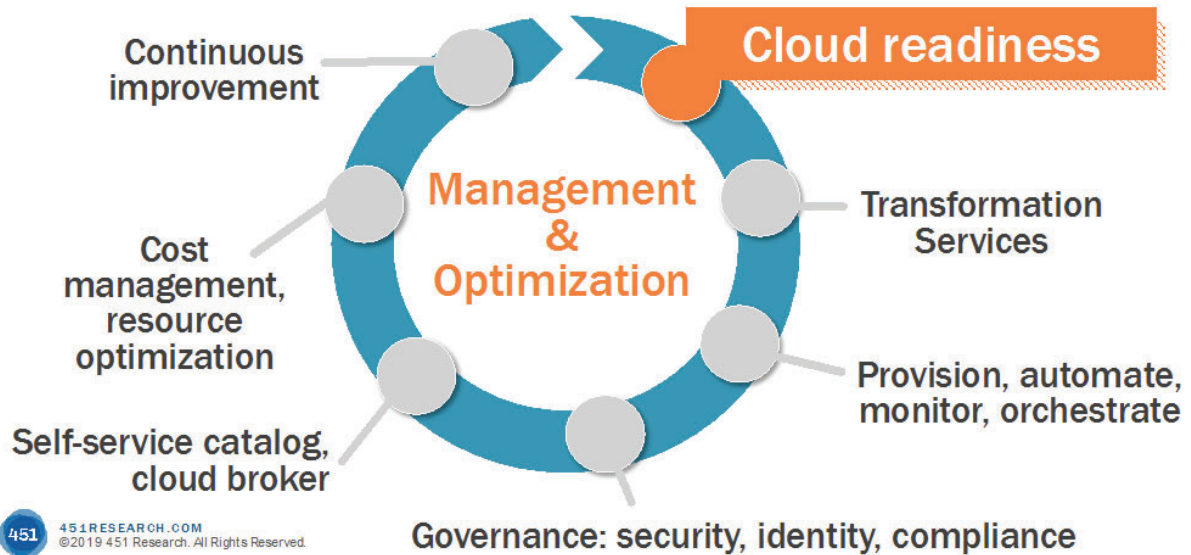 Cloud readiness
Continuous
improvement
Management
&
Optimization
Transformation
Services
Cost
management,
resource
optimization
Provision, automate,
monitor, orchestrate
Self-service catalog,
cloud broker
Governance: security, identity, compliance
451
451RESEARCH.COM
©2019 451 Research. All Rights Reserved.